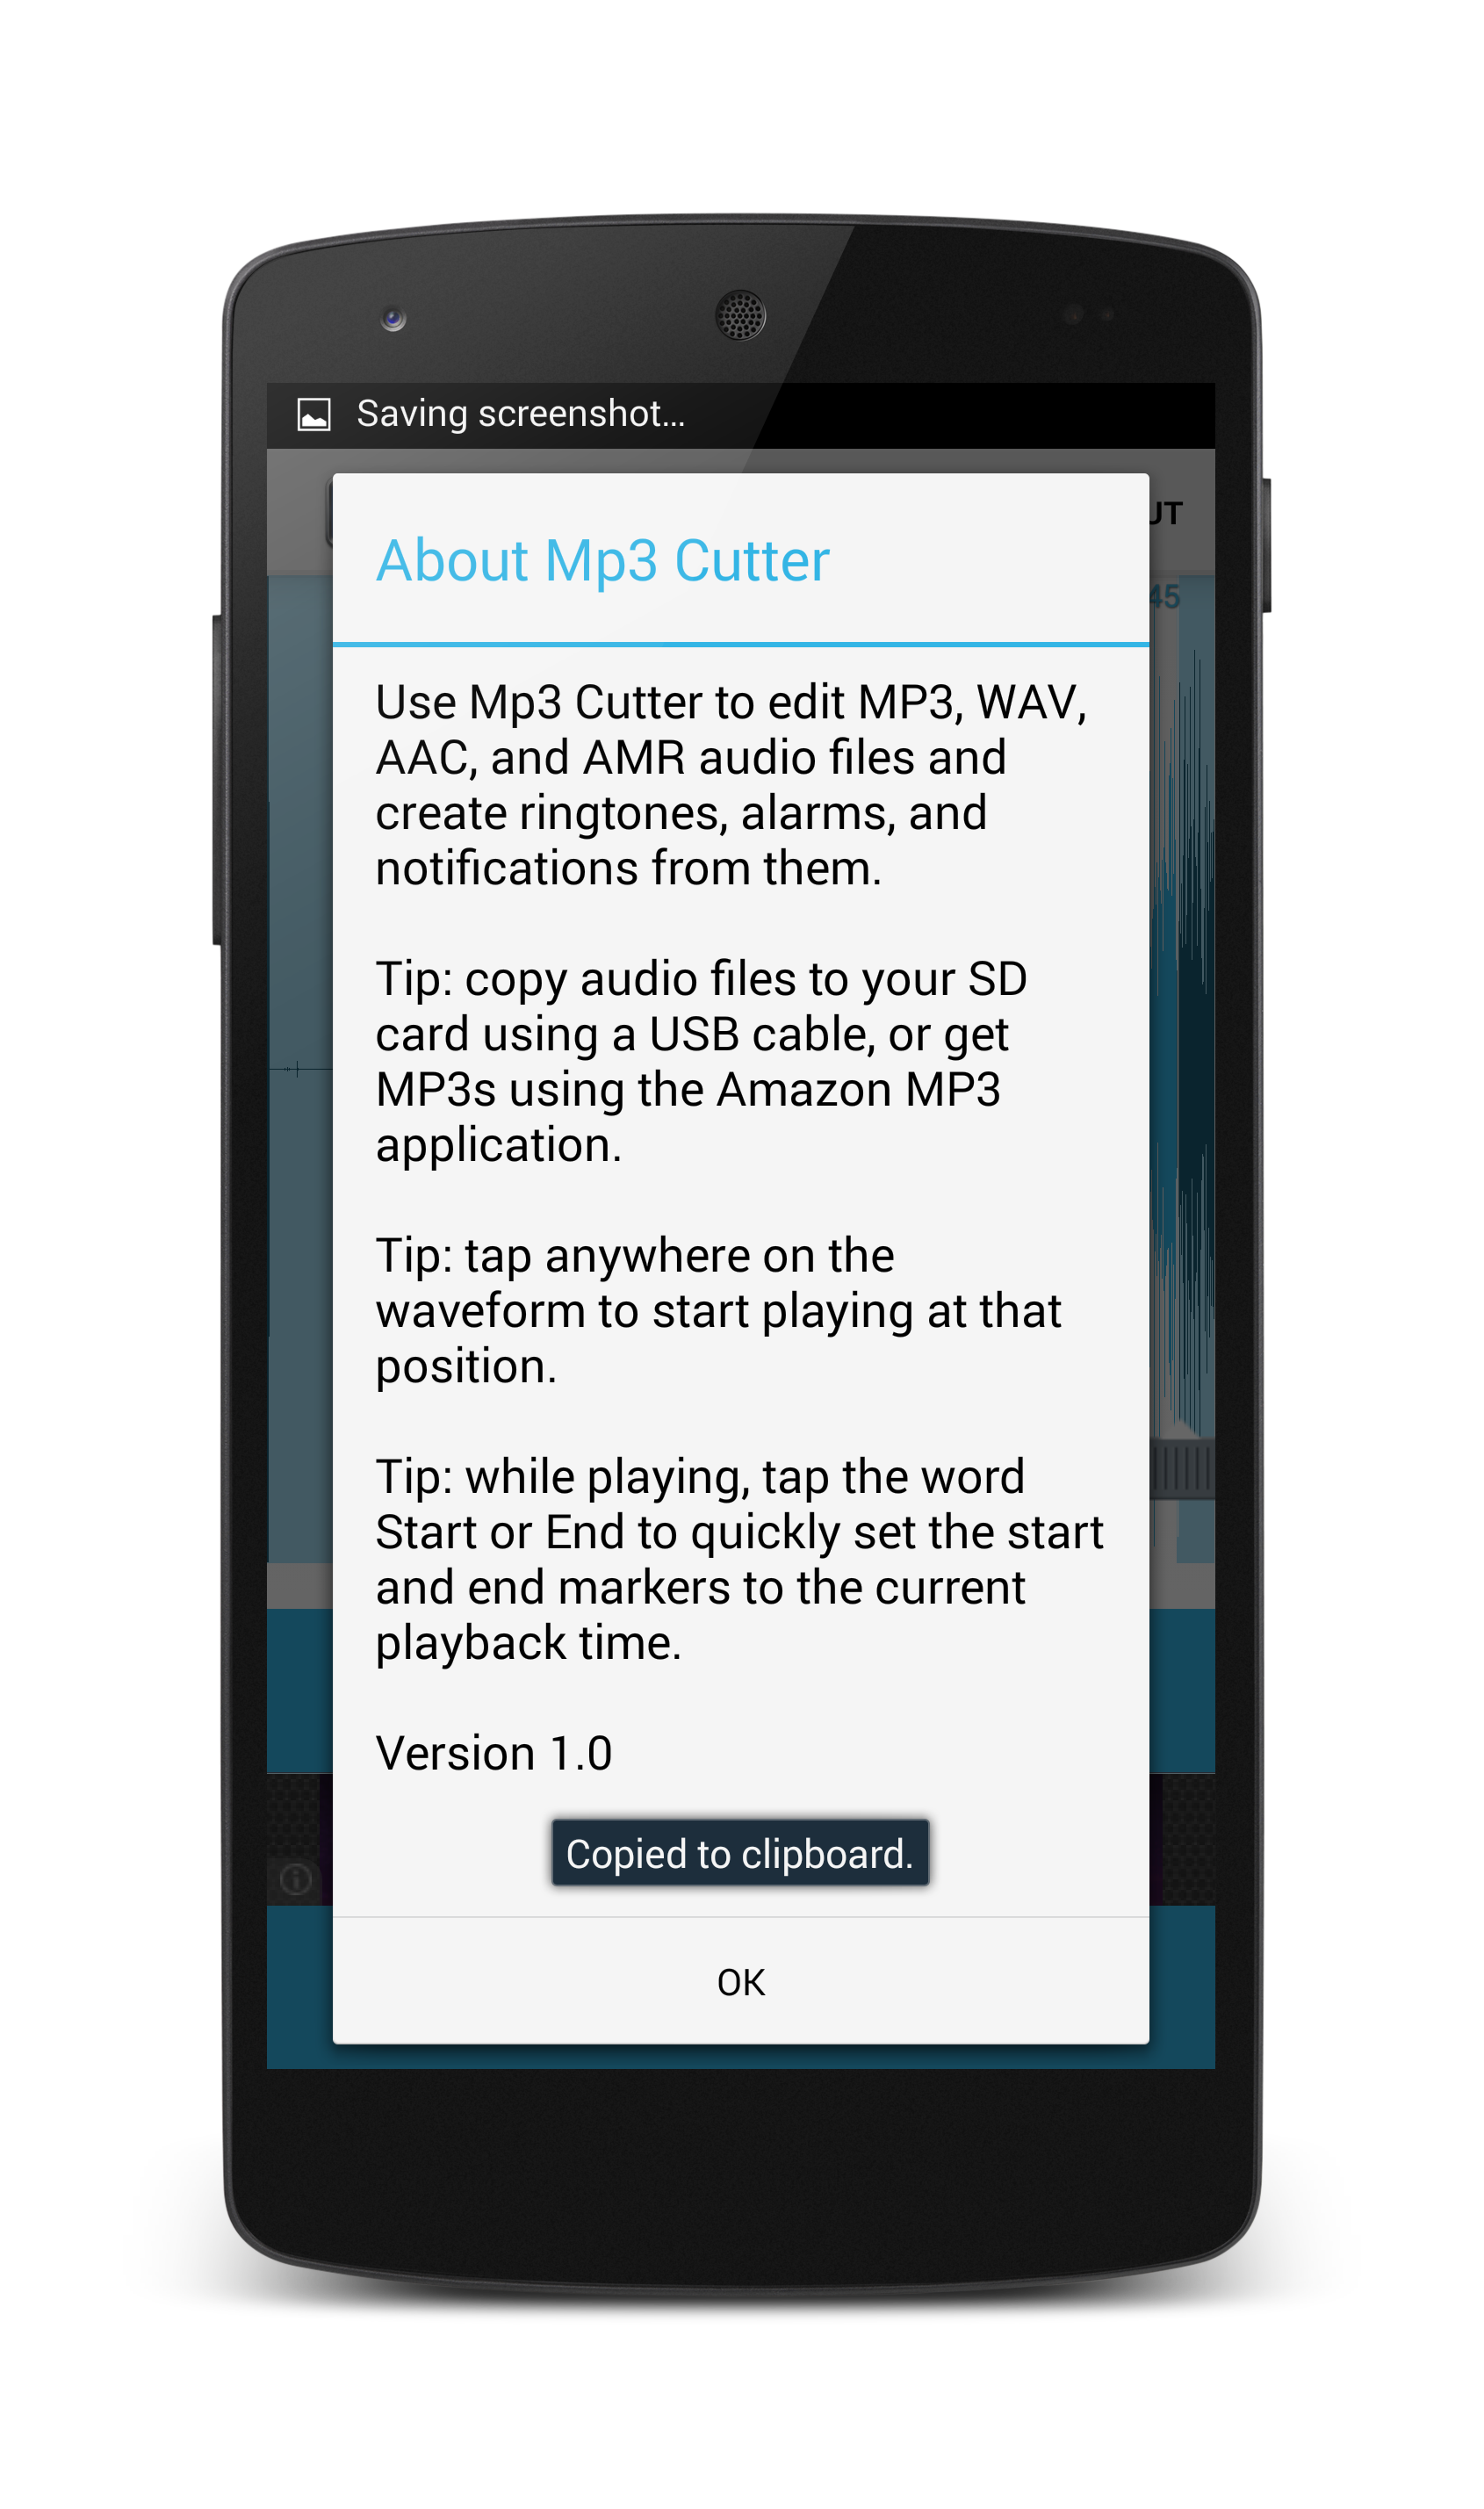 Saving screenshot...
UT
About Mp3 Cutter
45
Use Mp3 Cutter to edit MP3, WAV,
AAC, and AMR audio files and
create ringtones, alarms, and
notifications from them.
Tip: copy audio files to your SD
card using a USB cable, or get
MP3s using the Amazon MP3
application.
Tip: tap anywhere on the
waveform to start playing at that
position.
Tip: while playing, tap the word
Start or End to quickly set the start
and end markers to the current
playback time.
Version 1.0
Copied to clipboard.
OK